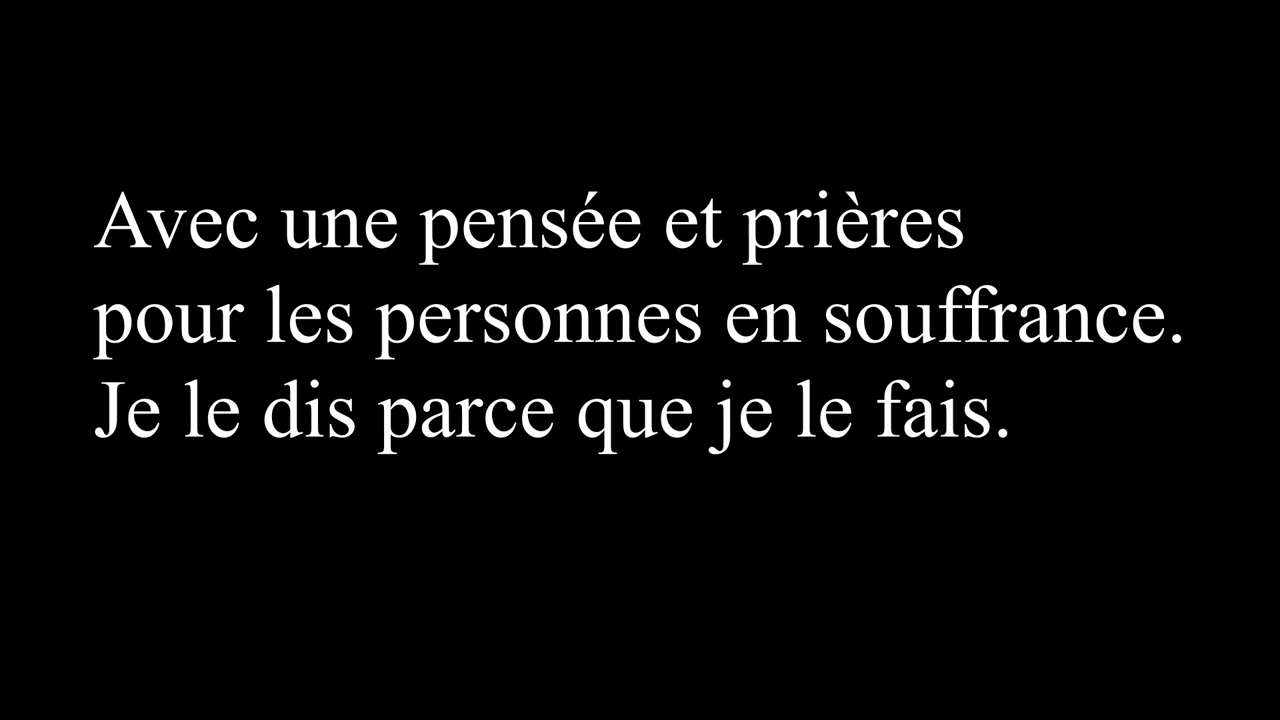 Avec une pensée et prières
pour les personnes en souffrance.
Je le dis parce que je le fais.